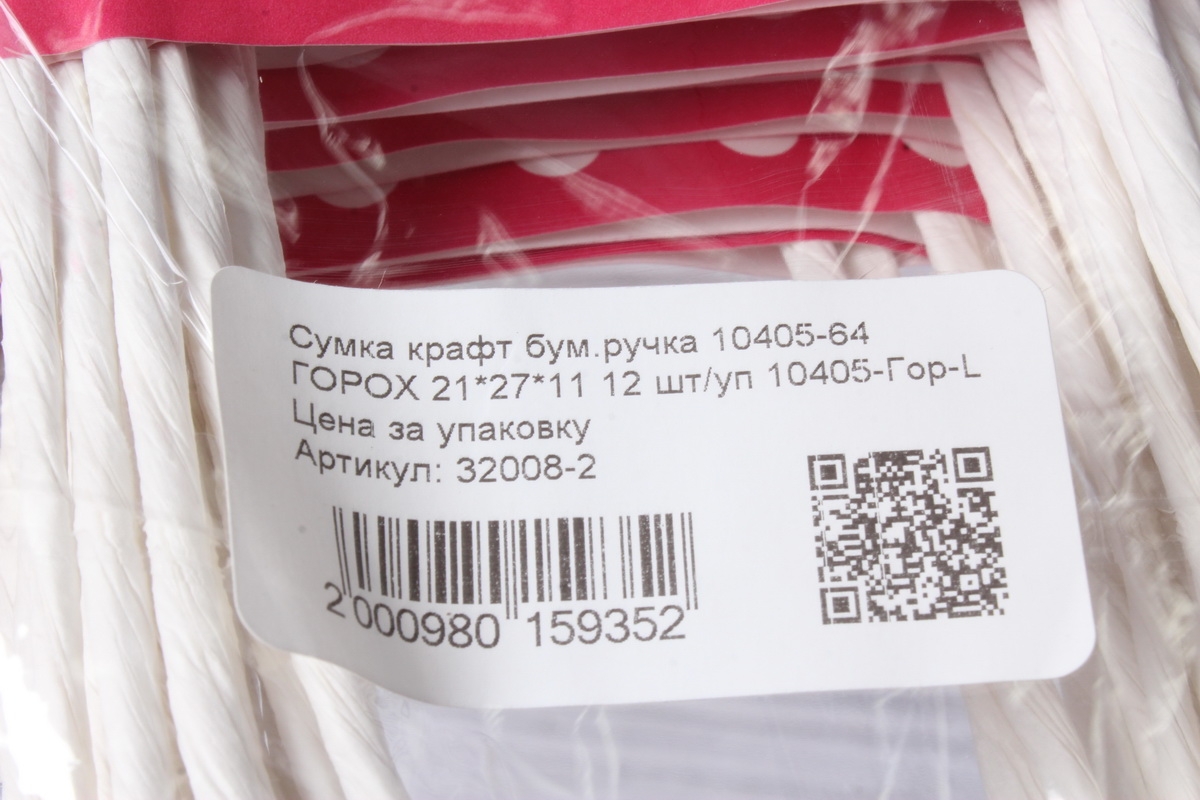 Сумка крафт бум.ручка 10405-64
ГОРОХ 21*27*11 12 шт/уп 10405-Гор-L
Цена за упаковку
Артикул: 32008-2
2 000980 159352